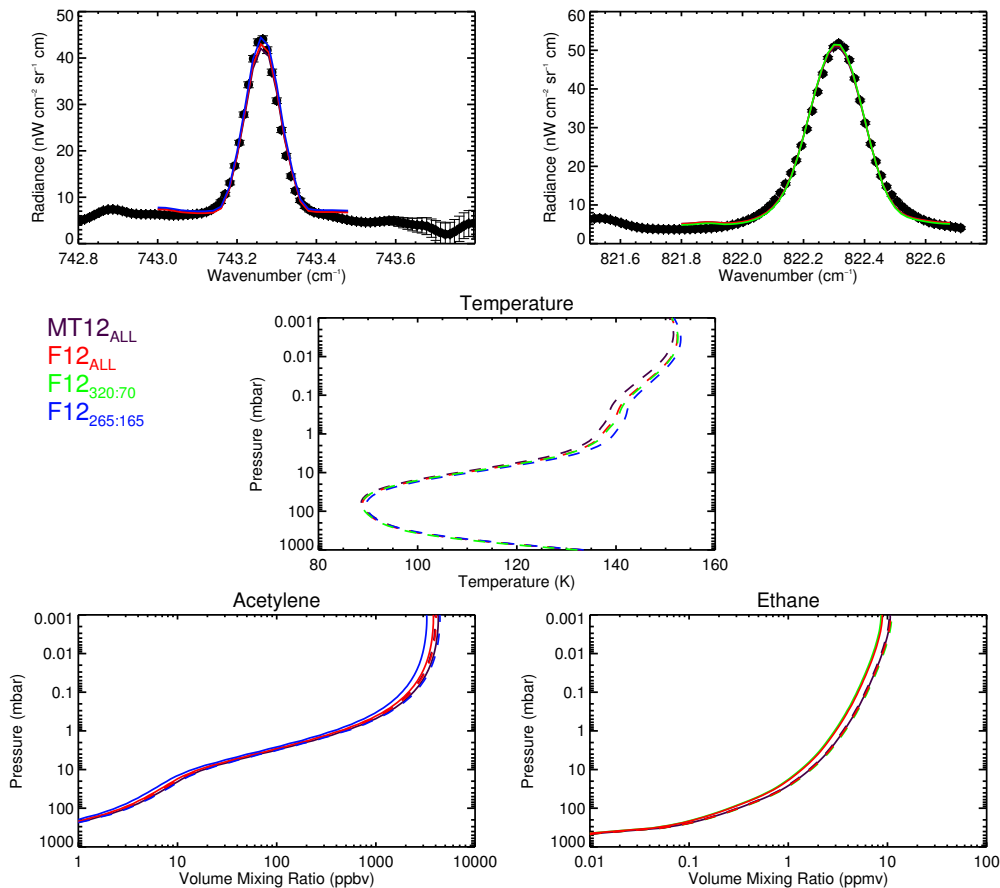 50
40
30
20
10
0
Radiance (nW cm⁻² sr⁻¹ cm)
742.8 743.0 743.2 743.4 743.6
Wavenumber (cm⁻¹)
60
50
40
30
20
10
0
Radiance (nW cm⁻² sr⁻¹ cm)
821.6 821.8 822.0 822.2 822.4 822.6
Wavenumber (cm⁻¹)
MT12ALL
F12ALL
F12320:70
F12265:165
Temperature
0.001
0.01
0.1
1
10
100
1000
Pressure (mbar)
80 100 120 140 160
Temperature (K)
Acetylene
0.001
0.01
0.1
1
10
100
1000
Pressure (mbar)
1 10 100 1000 10000
Volume Mixing Ratio (ppbv)
Ethane
0.001
0.01
0.1
1
10
100
1000
Pressure (mbar)
0.01 0.1 1 10 100
Volume Mixing Ratio (ppmv)